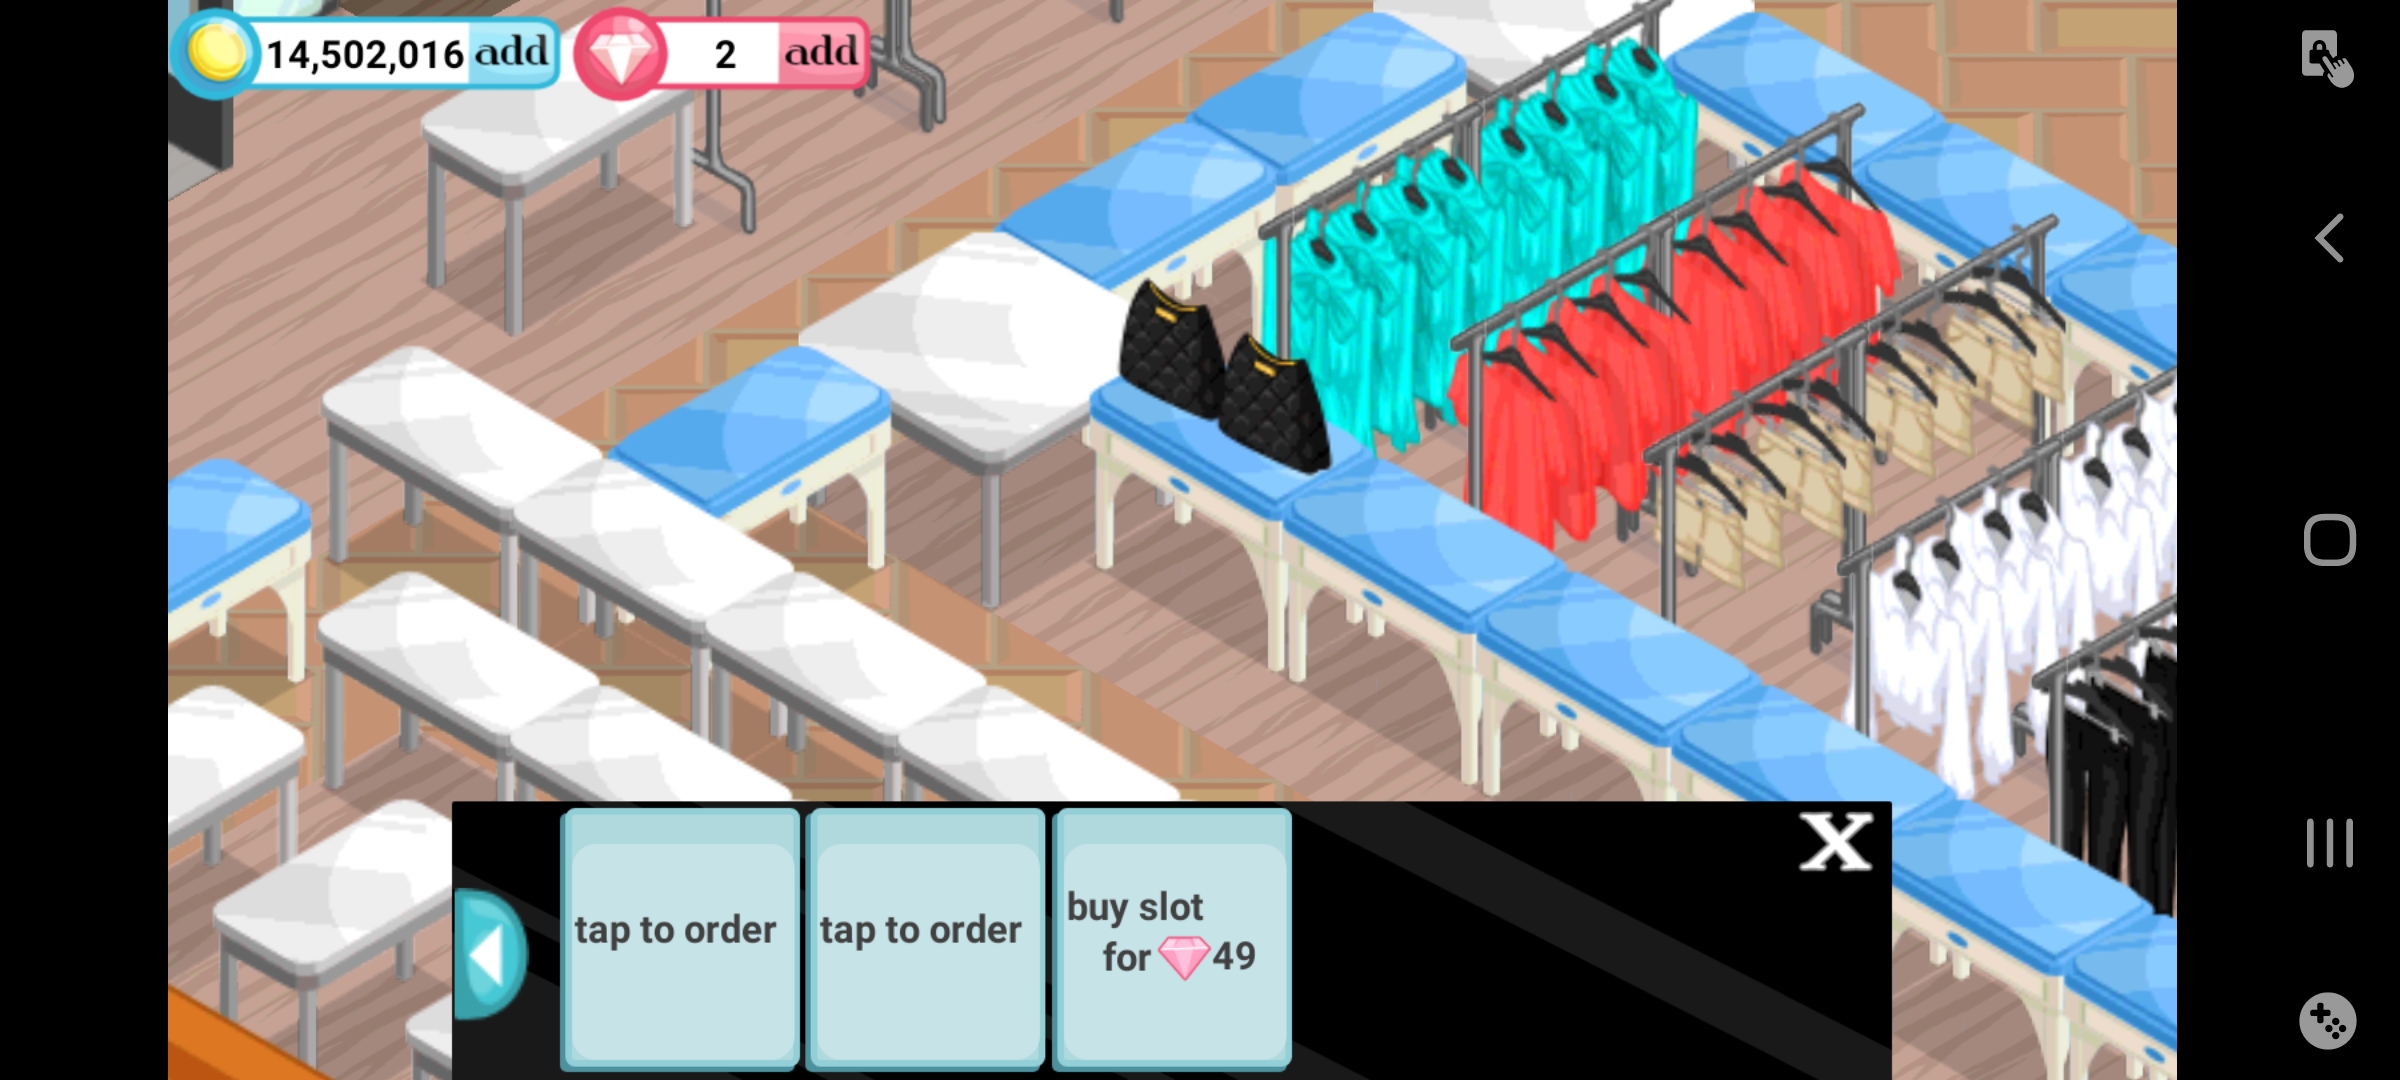 14,502,016 add 2 add
tap to order
tap to order
buy slot
for 49
X